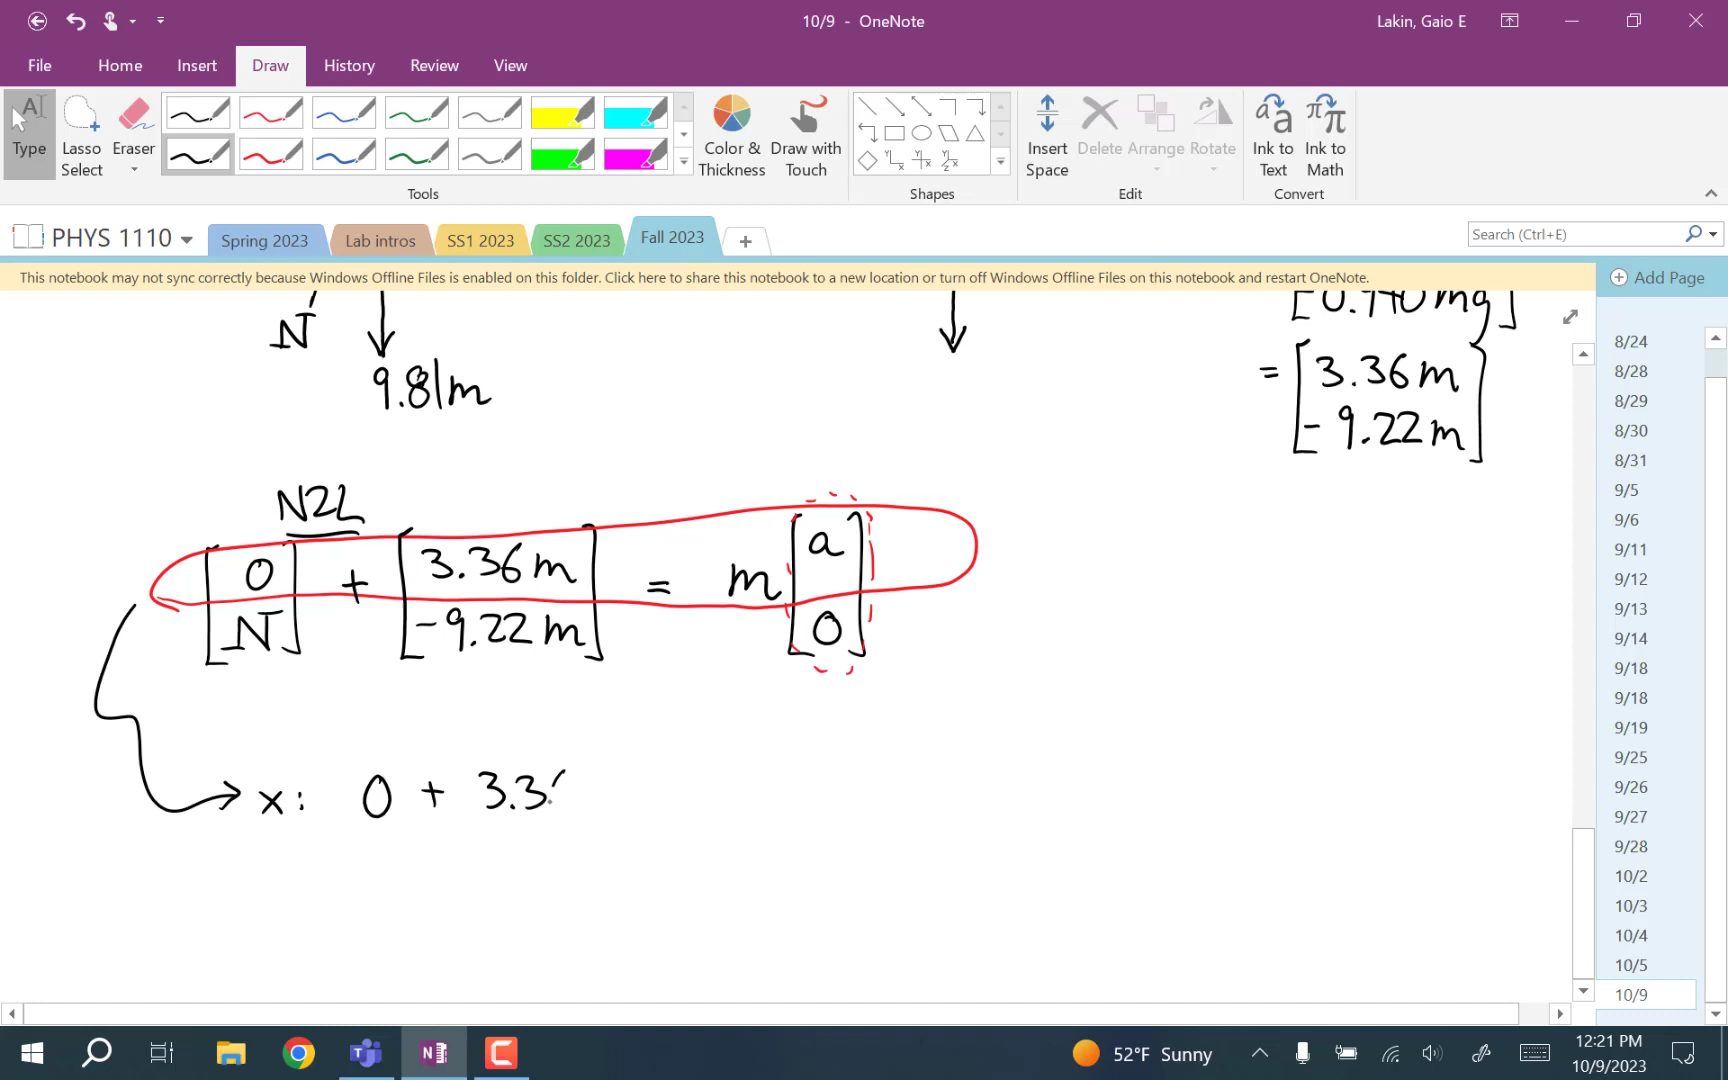 10/9 - OneNote
Lakin, Gaio E
File Home Insert Draw History Review View
Type
Lasso Select
Eraser
Color & Thickness
Draw with Touch
Insert Space
Delete
Arrange
Rotate
Ink to Text
Ink to Math
Tools
Shapes
Edit
Convert
PHYS 1110
Spring 2023
Lab intros
SS1 2023
SS2 2023
Fall 2023
Search (Ctrl+E)
This notebook may not sync correctly because Windows Offline Files is enabled on this folder. Click here to share this notebook to a new location or turn off Windows Offline Files on this notebook and restart OneNote.
Add Page
N
9.81m
[-0.940mg]
= [3.36m
-9.22m]
N2L
[0 + [3.36m = m [a
N] -9.22m] 0]
x: 0 + 3.3
8/24
8/28
8/29
8/30
8/31
9/5
9/6
9/11
9/12
9/13
9/14
9/18
9/18
9/19
9/25
9/26
9/27
9/28
10/2
10/3
10/4
10/5
10/9
52°F Sunny
12:21 PM
10/9/2023